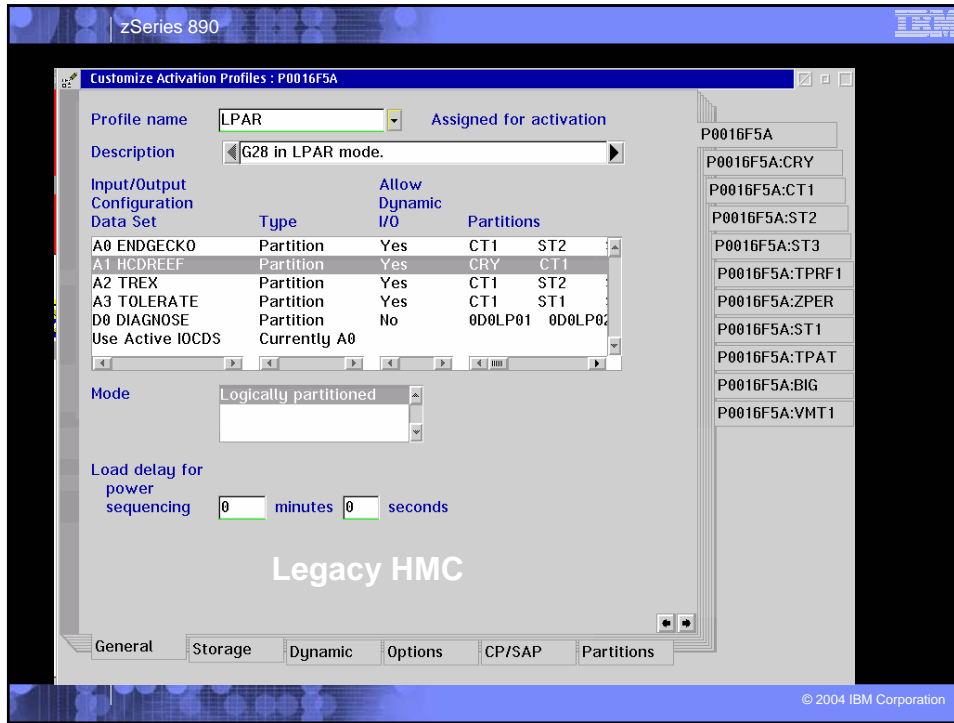 zSeries 890
IBM
Customize Activation Profiles : P0016F5A
Profile name LPAR Assigned for activation
Description G28 in LPAR mode.
Input/Output Configuration Data Set Type Allow Dynamic I/O Partitions
A0 ENDGECKO Partition Yes CT1 ST2
A1 HCDREEF Partition Yes CRY CT1
A2 TREX Partition Yes CT1 ST2
A3 TOLERATE Partition Yes CT1 ST1
D0 DIAGNOSE Partition No 0D0LP01 0D0LP02
Use Active IOCDS Currently A0
Mode Logically partitioned
Load delay for
power
sequencing 0 minutes 0 seconds
Legacy HMC
General Storage Dynamic Options CP/SAP Partitions
P0016F5A
P0016F5A:CRY
P0016F5A:CT1
P0016F5A:ST2
P0016F5A:ST3
P0016F5A:TPRF1
P0016F5A:ZPER
P0016F5A:ST1
P0016F5A:TPAT
P0016F5A:BIG
P0016F5A:VMT1
© 2004 IBM Corporation